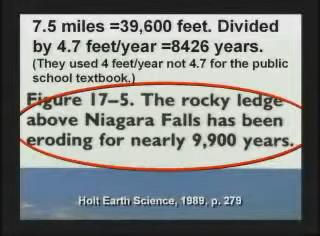 7.5 miles =39,600 feet. Divided
by 4.7 feet/year =8426 years.
(They used 4 feet/year not 4.7 for the public
school textbook.)
Figure 17–5. The rocky ledge
above Niagara Falls has been
eroding for nearly 9,900 years.
Holt Earth Science, 1989, p. 279